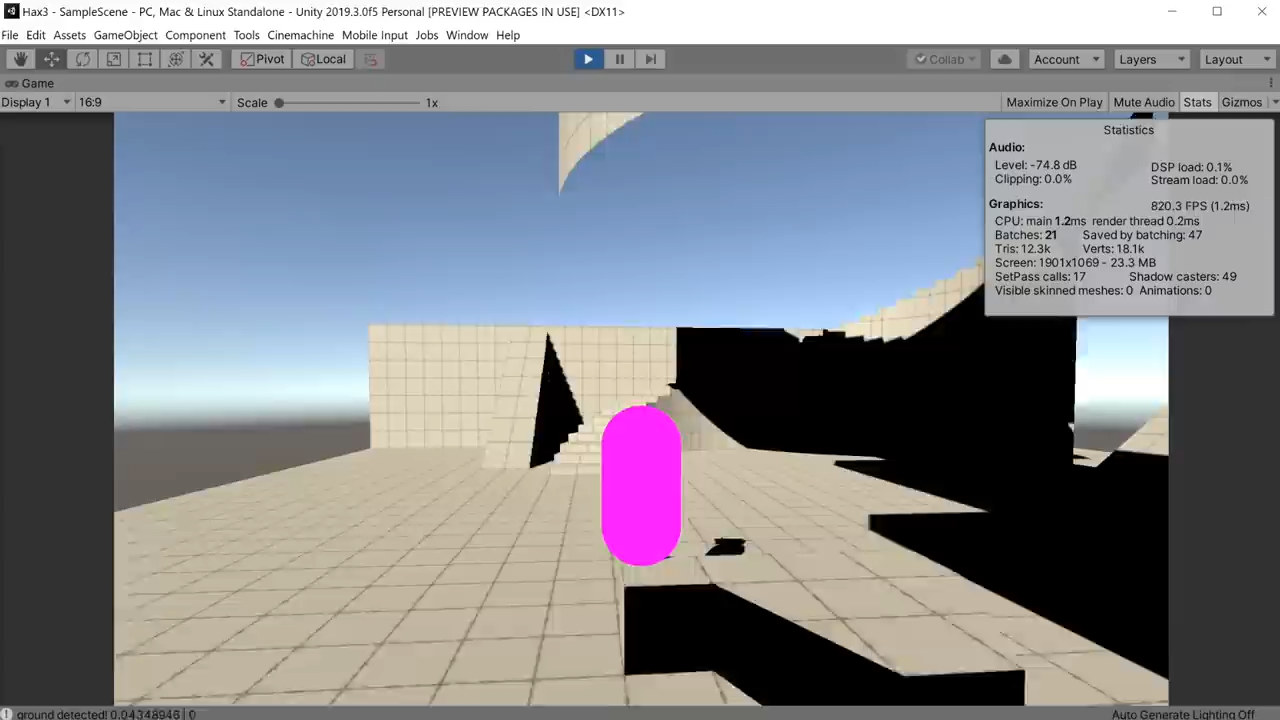 Hax3 - SampleScene - PC, Mac & Linux Standalone - Unity 2019.3.0f5 Personal [PREVIEW PACKAGES IN USE] <DX11>
File Edit Assets GameObject Component Tools Cinemachine Mobile Input Jobs Window Help
Pivot Local Collab Account Layers Layout
Game
Display 1 16:9 Scale 1x Maximize On Play Mute Audio Stats Gizmos
Statistics
Audio:
Level: -74.8 dB DSP load: 0.1%
Clipping: 0.0% Stream load: 0.0%
Graphics: 820.3 FPS (1.2ms)
CPU: main 1.2ms render thread 0.2ms
Batches: 21 Saved by batching: 47
Tris: 12.3k Verts: 18.1k
Screen: 1901x1069 - 23.3 MB
SetPass calls: 17 Shadow casters: 49
Visible skinned meshes: 0 Animations: 0
ground detected! 0.04348946 | 0 Auto Generate Lighting Off